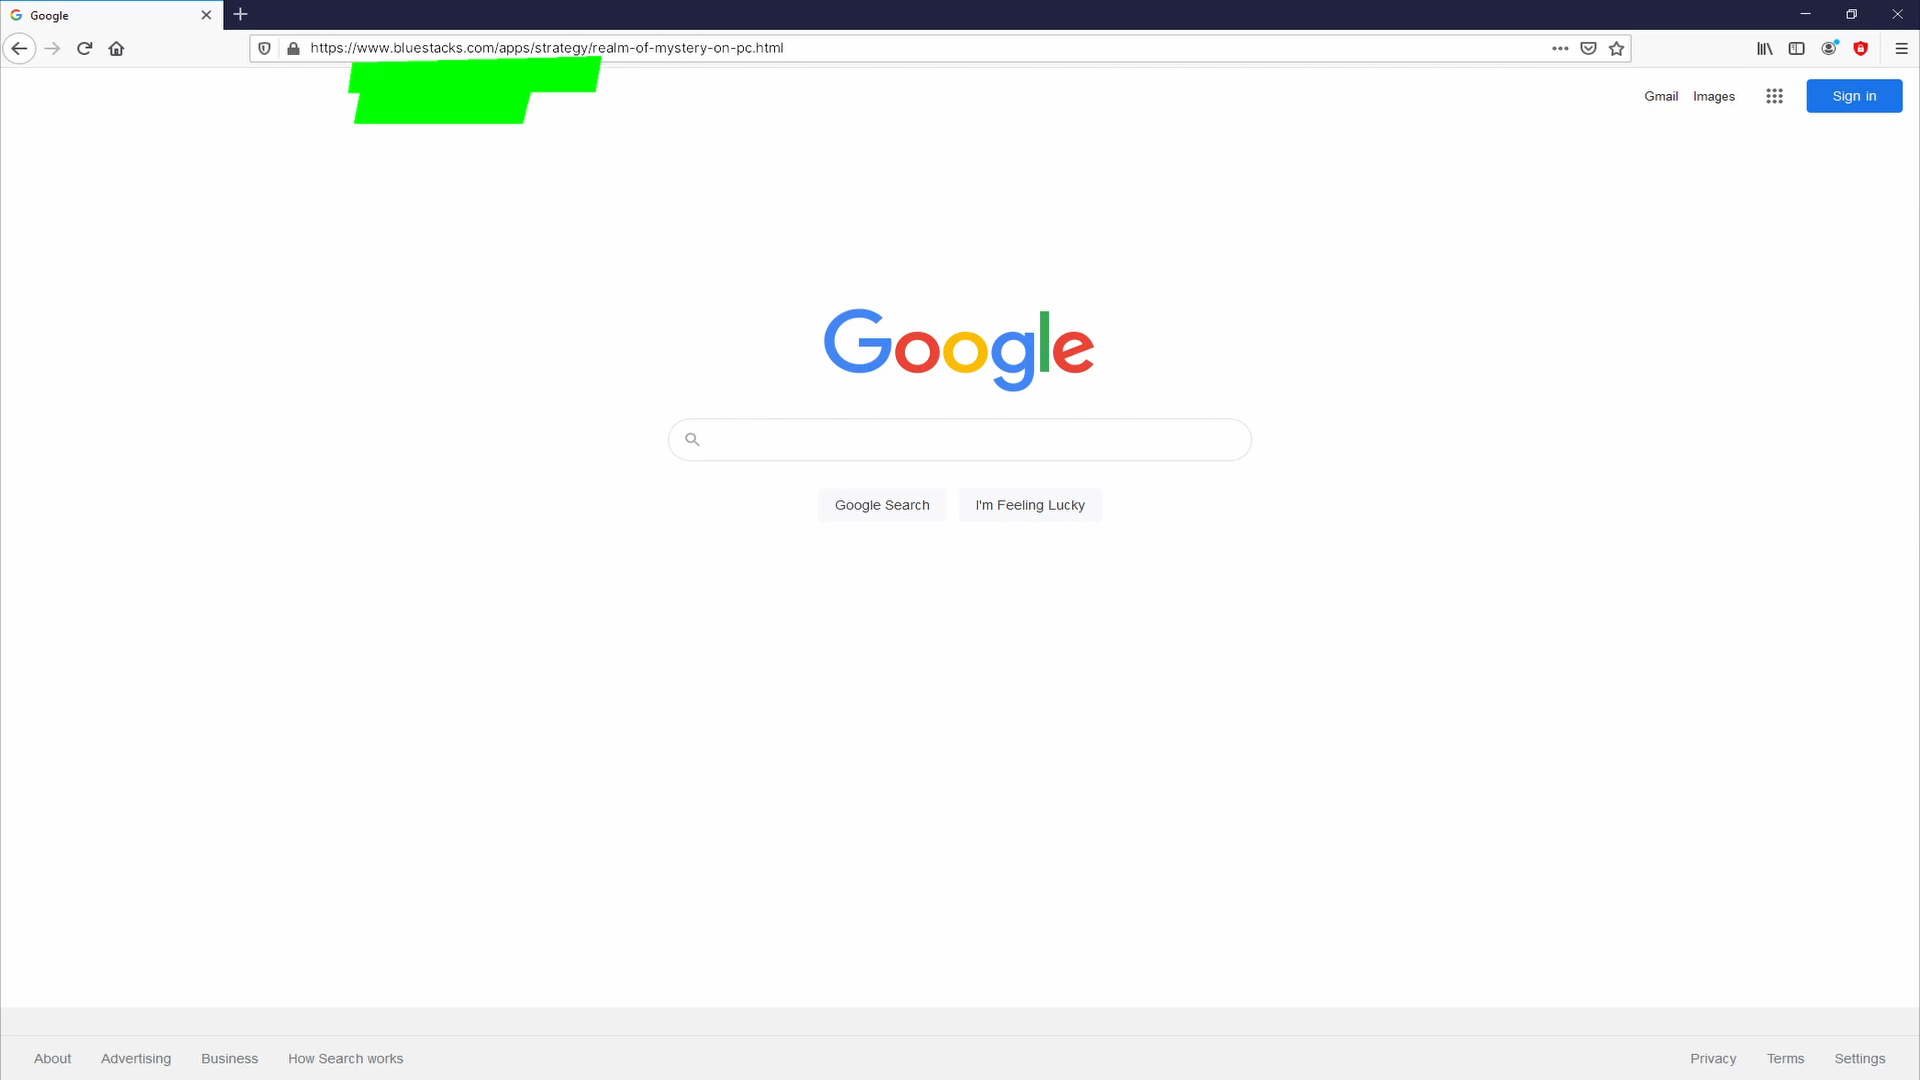 Google
https://www.bluestacks.com/apps/strategy/realm-of-mystery-on-pc.html
Gmail Images Sign in
Google
Google Search I'm Feeling Lucky
About Advertising Business How Search works Privacy Terms Settings